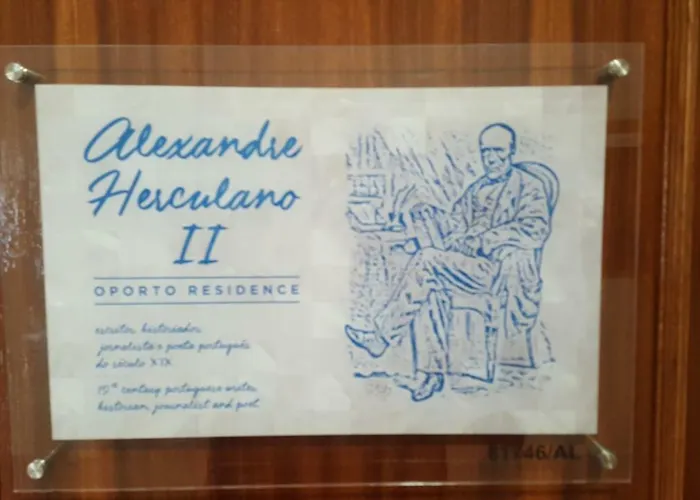 Alexandre
Herculano
II
OPORTO RESIDENCE
escritor, historiador,
jornalista e poeta português
do século XIX
19th century portuguese writer,
historian, journalist and poet
/AL